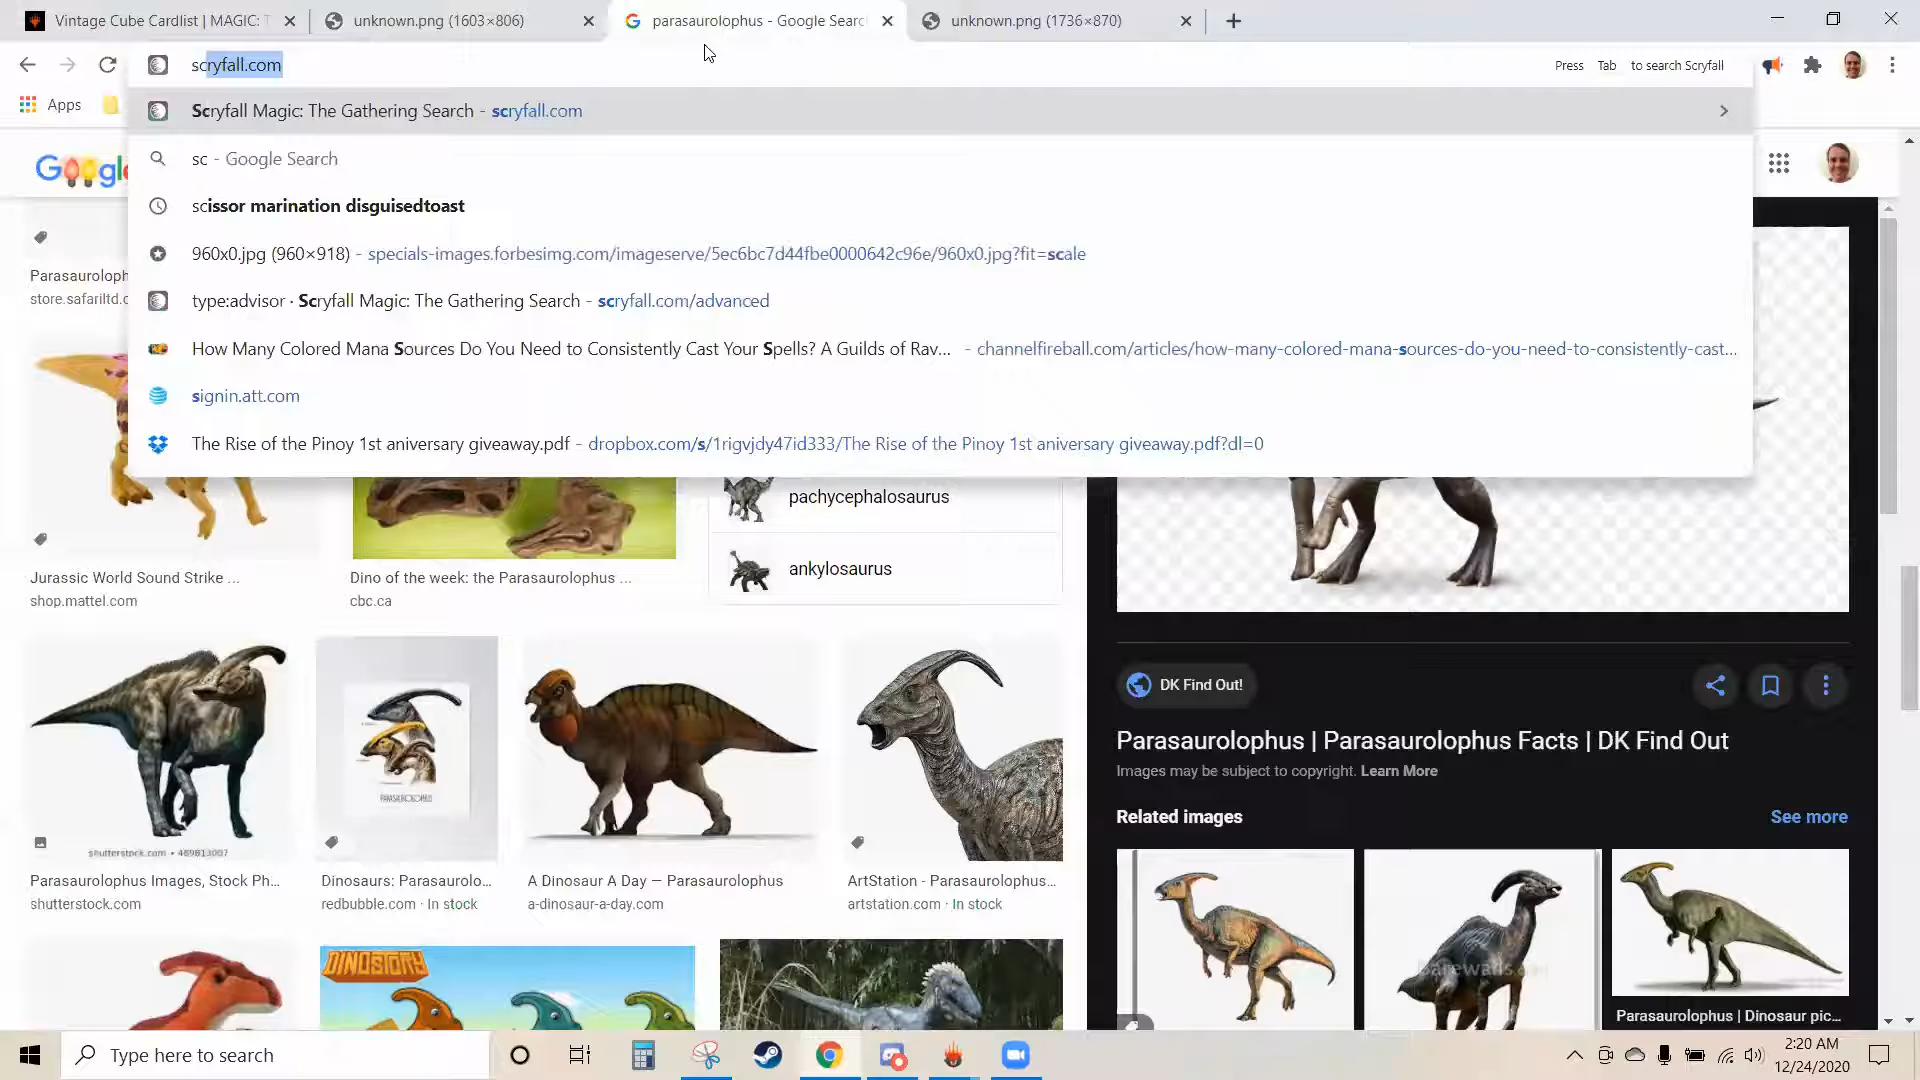 Vintage Cube Cardlist | MAGIC: T
unknown.png (1603×806)
parasaurolophus - Google Searc
unknown.png (1736×870)
scryfall.com
Press Tab to search Scryfall
Apps
Scryfall Magic: The Gathering Search - scryfall.com
sc - Google Search
scissor marination disguisedtoast
960x0.jpg (960×918) - specials-images.forbesimg.com/imageserve/5ec6bc7d44fbe0000642c96e/960x0.jpg?fit=scale
type:advisor · Scryfall Magic: The Gathering Search - scryfall.com/advanced
How Many Colored Mana Sources Do You Need to Consistently Cast Your Spells? A Guilds of Rav... - channelfireball.com/articles/how-many-colored-mana-sources-do-you-need-to-consistently-cast...
signin.att.com
The Rise of the Pinoy 1st aniversary giveaway.pdf - dropbox.com/s/1rigvjdy47id333/The Rise of the Pinoy 1st aniversary giveaway.pdf?dl=0
Googl
Parasauroloph
store.safariltd.c
pachycephalosaurus
ankylosaurus
Jurassic World Sound Strike ...
shop.mattel.com
Dino of the week: the Parasaurolophus ...
cbc.ca
DK Find Out!
Parasaurolophus | Parasaurolophus Facts | DK Find Out
Images may be subject to copyright. Learn More
Related images
See more
PARASAUROLOPHUS
shutterstock.com • 469813007
Parasaurolophus Images, Stock Ph...
shutterstock.com
Dinosaurs: Parasaurolo...
redbubble.com · In stock
A Dinosaur A Day — Parasaurolophus
a-dinosaur-a-day.com
ArtStation - Parasaurolophus...
artstation.com · In stock
DINOSTORY
Parasaurolophus | Dinosaur pic...
Type here to search
2:20 AM
12/24/2020